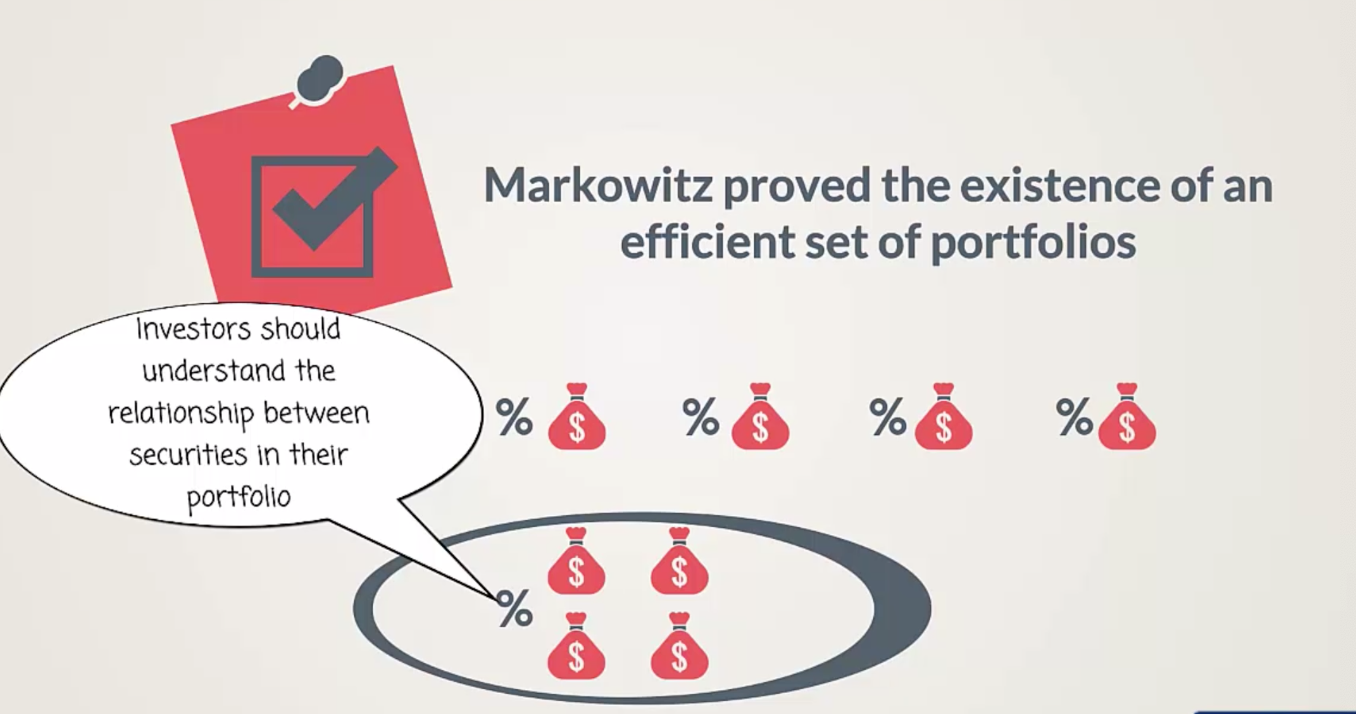 Markowitz proved the existence of an
efficient set of portfolios
Investors should
understand the
relationship between
securities in their
portfolio
% $ % $ % $ % $
$ $
%
$ $